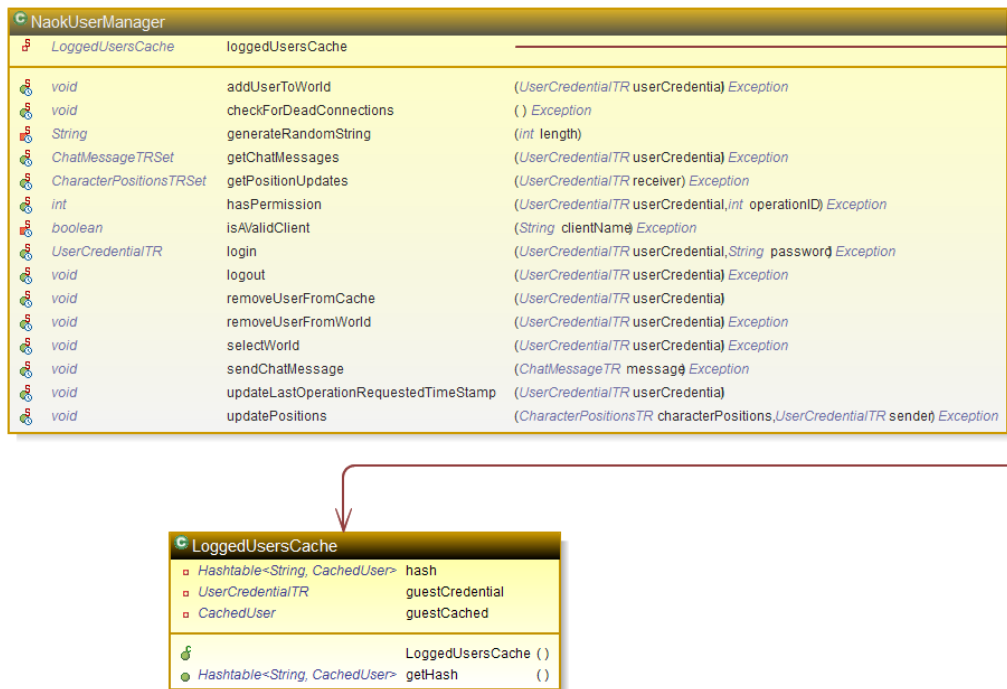 NaokUserManager
LoggedUsersCache loggedUsersCache
void addUserToWorld (UserCredentialTR userCredential) Exception
void checkForDeadConnections () Exception
String generateRandomString (int length)
ChatMessageTRSet getChatMessages (UserCredentialTR userCredential) Exception
CharacterPositionsTRSet getPositionUpdates (UserCredentialTR receiver) Exception
int hasPermission (UserCredentialTR userCredential,int operationID) Exception
boolean isAValidClient (String clientName) Exception
UserCredentialTR login (UserCredentialTR userCredential,String password) Exception
void logout (UserCredentialTR userCredential) Exception
void removeUserFromCache (UserCredentialTR userCredential)
void removeUserFromWorld (UserCredentialTR userCredential) Exception
void selectWorld (UserCredentialTR userCredential) Exception
void sendChatMessage (ChatMessageTR message) Exception
void updateLastOperationRequestedTimeStamp (UserCredentialTR userCredential)
void updatePositions (CharacterPositionsTR characterPositions,UserCredentialTR sender) Exception
LoggedUsersCache
Hashtable<String, CachedUser> hash
UserCredentialTR guestCredential
CachedUser guestCached
LoggedUsersCache ()
Hashtable<String, CachedUser> getHash ()